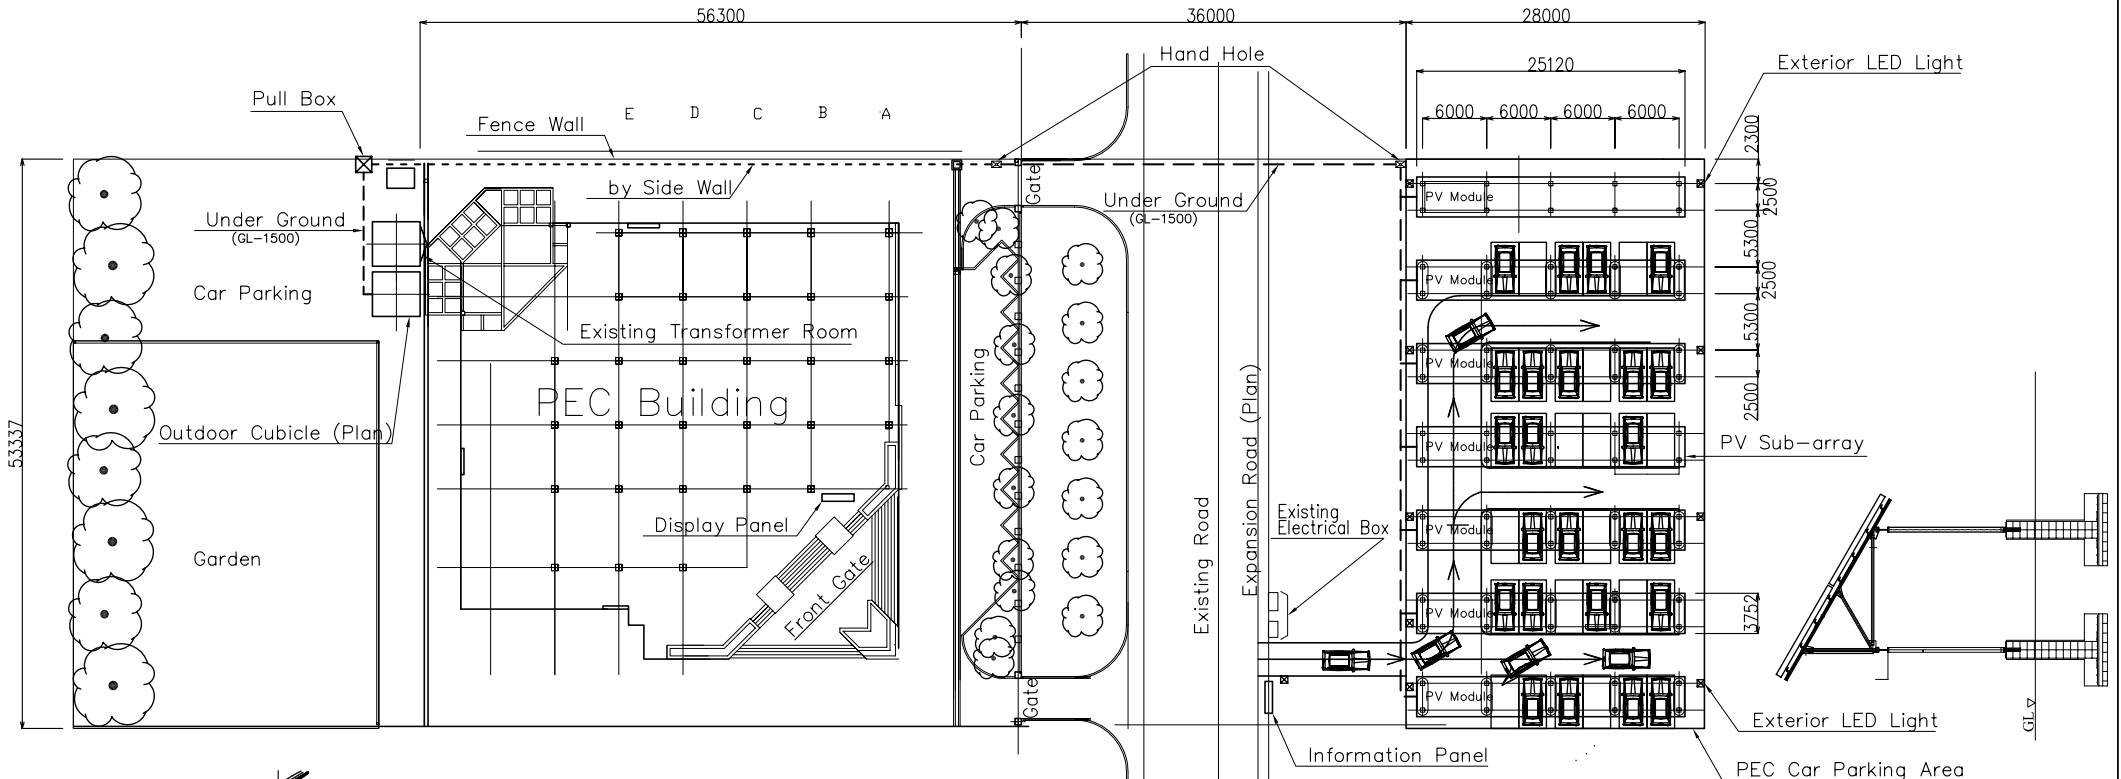 56300
36000
28000
Hand Hole
25120
Exterior LED Light
Pull Box
6000
6000
6000
6000
E
D
C
B
A
Fence Wall
2300
by Side Wall
Gate
Under Ground
(GL-1500)
Under Ground
(GL-1500)
PV Module
2500
5300
Car Parking
PV Module
2500
Existing Transformer Room
5300
PV Module
PEC Building
Car Parking
2500
Outdoor Cubicle (Plan)
53337
PV Module
PV Sub-array
Expansion Road (Plan)
Existing Road
Display Panel
Existing
Electrical Box
PV Module
Garden
Front Gate
PV Module
3752
Gate
PV Module
Exterior LED Light
GL
Information Panel
PEC Car Parking Area